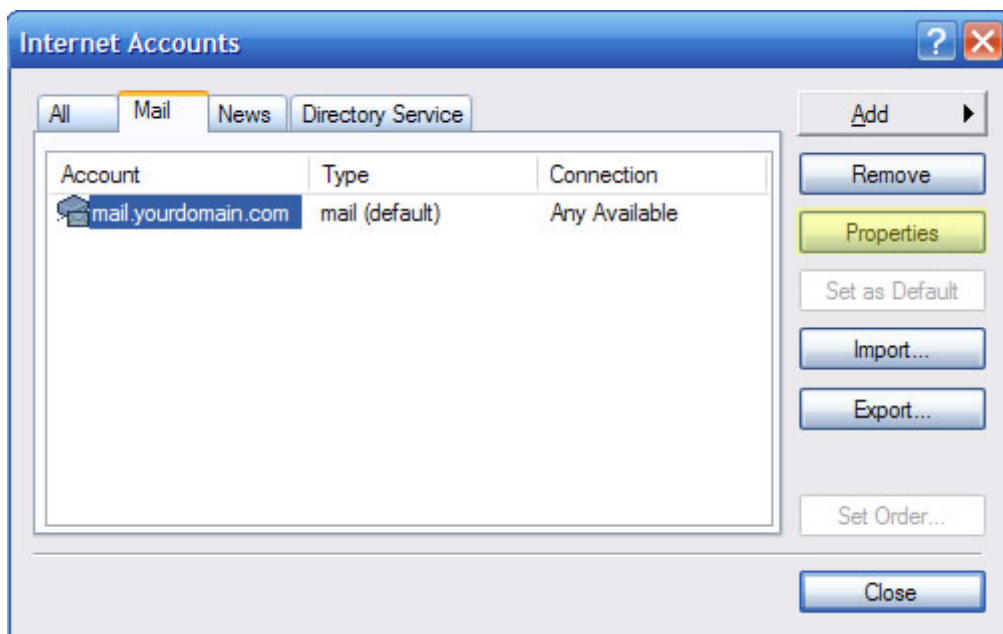 Internet Accounts
All Mail News Directory Service
Add
Account Type Connection
Remove
mail.yourdomain.com mail (default) Any Available
Properties
Set as Default
Import...
Export...
Set Order...
Close